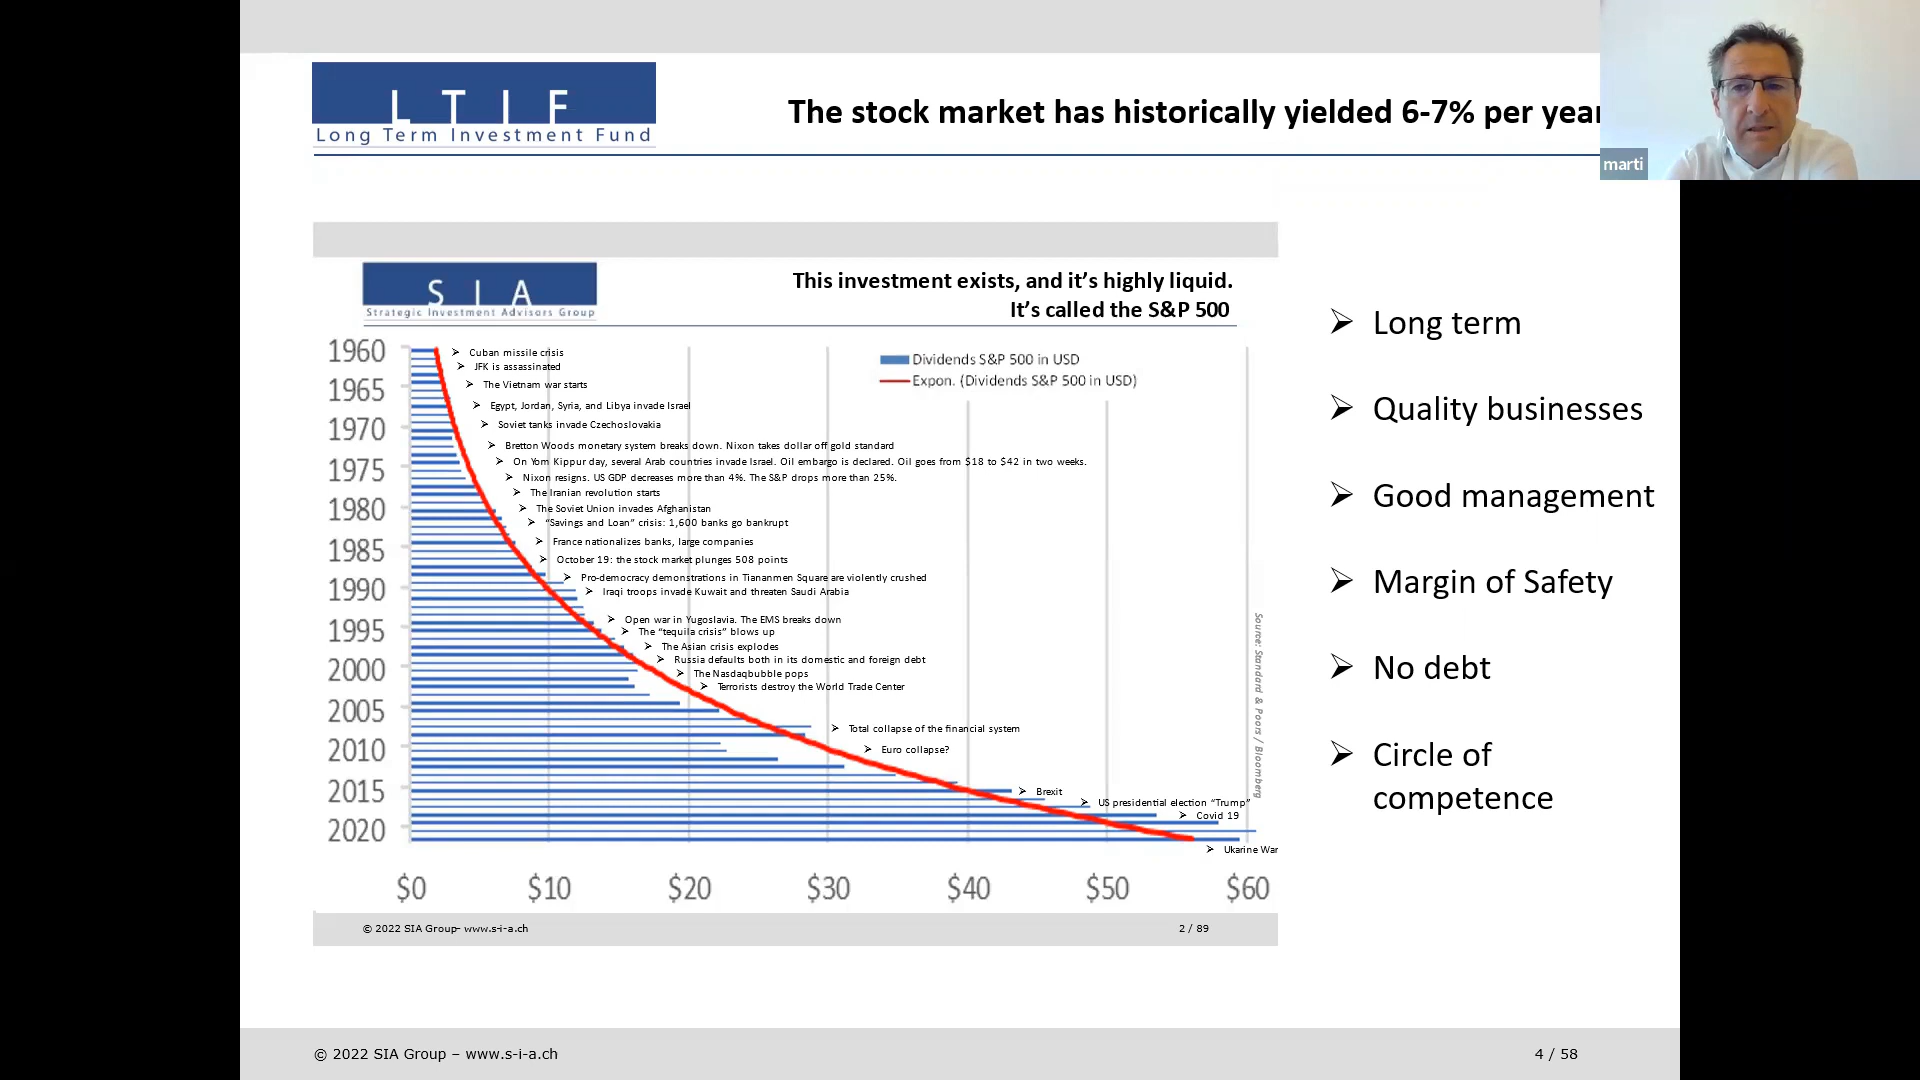 L T I F
Long Term Investment Fund
The stock market has historically yielded 6-7% per year
marti
S I A
Strategic Investment Advisors Group
This investment exists, and it’s highly liquid.
It’s called the S&P 500
Dividends S&P 500 in USD
Expon. (Dividends S&P 500 in USD)
1960
1965
1970
1975
1980
1985
1990
1995
2000
2005
2010
2015
2020
Cuban missile crisis
JFK is assassinated
The Vietnam war starts
Egypt, Jordan, Syria, and Libya invade Israel
Soviet tanks invade Czechoslovakia
Bretton Woods monetary system breaks down. Nixon takes dollar off gold standard
On Yom Kippur day, several Arab countries invade Israel. Oil embargo is declared. Oil goes from $18 to $42 in two weeks.
Nixon resigns. US GDP decreases more than 4%. The S&P drops more than 25%.
The Iranian revolution starts
The Soviet Union invades Afghanistan
“Savings and Loan” crisis: 1,600 banks go bankrupt
France nationalizes banks, large companies
October 19: the stock market plunges 508 points
Pro-democracy demonstrations in Tiananmen Square are violently crushed
Iraqi troops invade Kuwait and threaten Saudi Arabia
Open war in Yugoslavia. The EMS breaks down
The “tequila crisis” blows up
The Asian crisis explodes
Russia defaults both in its domestic and foreign debt
The Nasdaqbubble pops
Terrorists destroy the World Trade Center
Total collapse of the financial system
Euro collapse?
Brexit
US presidential election “Trump”
Covid 19
Ukarine War
Source: Standard & Poors / Bloomberg
$0 $10 $20 $30 $40 $50 $60
© 2022 SIA Group- www.s-i-a.ch 2 / 89
Long term
Quality businesses
Good management
Margin of Safety
No debt
Circle of
competence
© 2022 SIA Group – www.s-i-a.ch 4 / 58